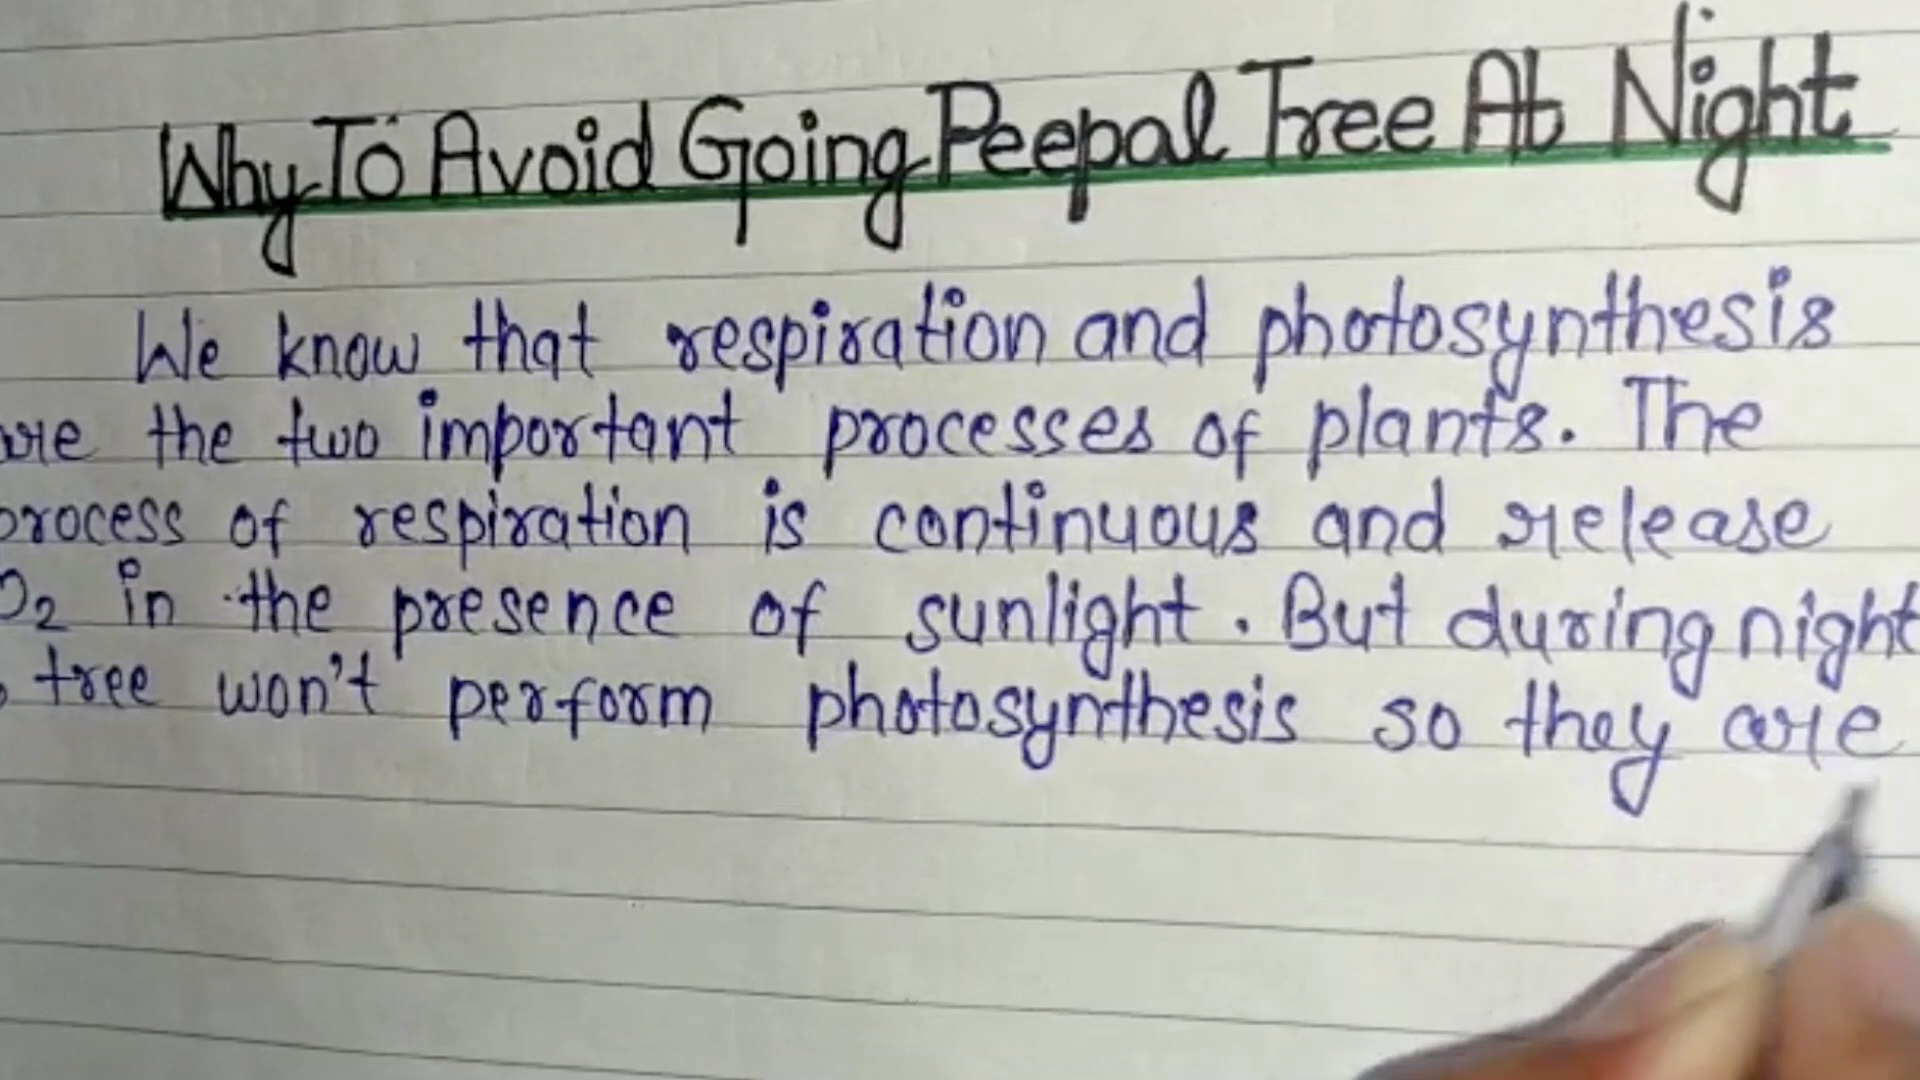 Why To Avoid Going Peepal Tree At Night
We know that respiration and photosynthesis
are the two important processes of plants. The
process of respiration is continuous and release
O2 in the presence of sunlight. But during night
tree won't perform photosynthesis so they are